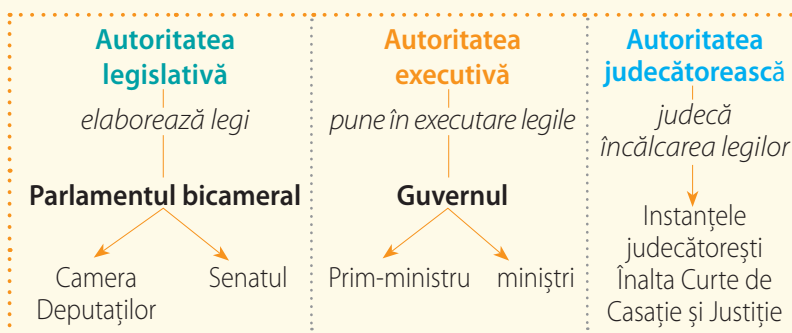 Autoritatea
legislativă
elaborează legi
Parlamentul bicameral
Camera
Deputaților
Senatul
Autoritatea
executivă
pune în executare legile
Guvernul
Prim-ministru
miniștri
Autoritatea
judecătorească
judecă
încălcarea legilor
Instanțele
judecătorești
Înalta Curte de
Casație și Justiție